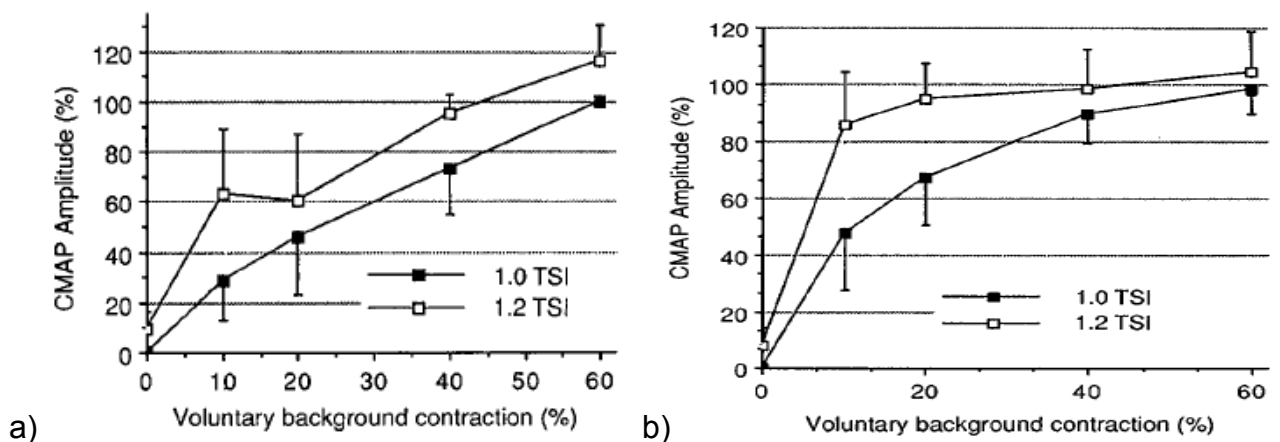 a)
CMAP Amplitude (%)
120
100
80
60
40
20
0
1.0 TSI
1.2 TSI
0 10 20 30 40 50 60
Voluntary background contraction (%)
b)
CMAP Amplitude (%)
120
100
80
60
40
20
0
1.0 TSI
1.2 TSI
0 20 40 60
Voluntary background contraction (%)